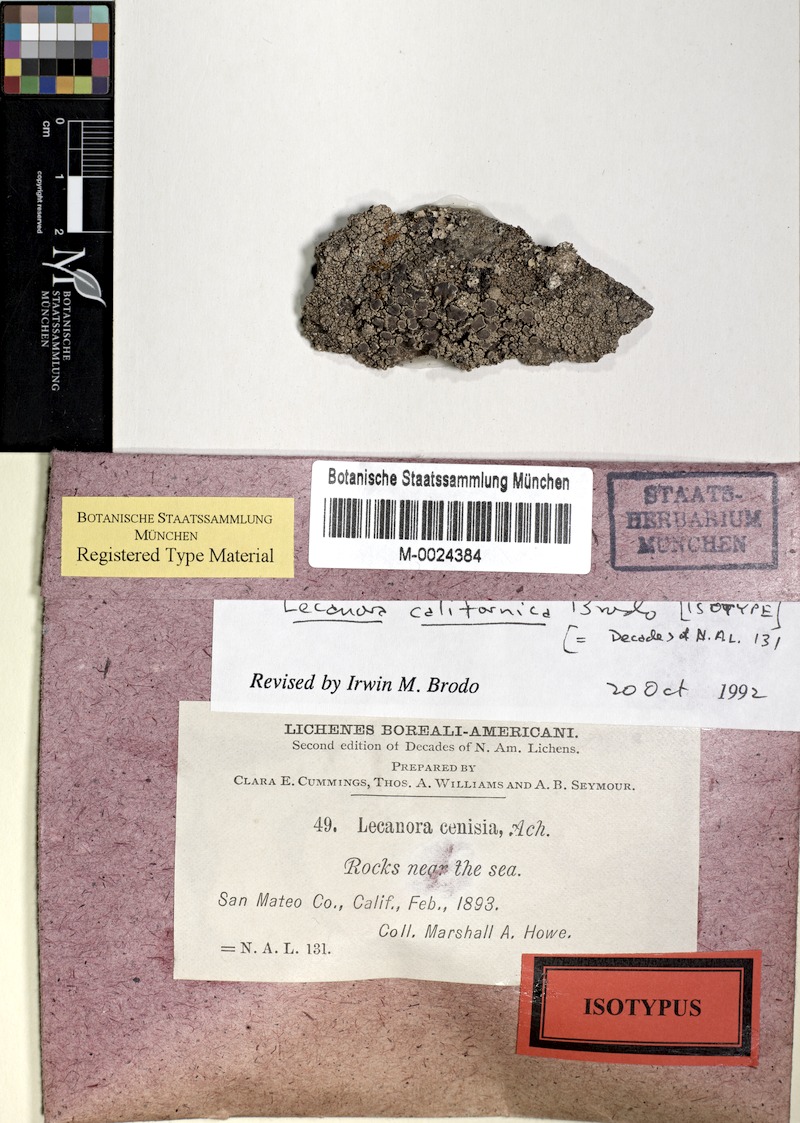 0
1
2
cm
copyright reserved
M
BOTANISCHE
STAATSSAMMLUNG
MÜNCHEN
BOTANISCHE STAATSSAMMLUNG
MÜNCHEN
Registered Type Material
Botanische Staatssammlung München
M-0024384
STAATS-
HERBARIUM
MÜNCHEN
Lecanora californica Brodo [ISOTYPE]
[= Decades of N. A. L. 131
Revised by Irwin M. Brodo 20 Oct 1992
LICHENES BOREALI-AMERICANI.
Second edition of Decades of N. Am. Lichens.
PREPARED BY
CLARA E. CUMMINGS, THOS. A. WILLIAMS AND A. B. SEYMOUR.
49. Lecanora cenisia, Ach.
Rocks near the sea.
San Mateo Co., Calif., Feb., 1893.
Coll. Marshall A. Howe.
= N. A. L. 131.
ISOTYPUS